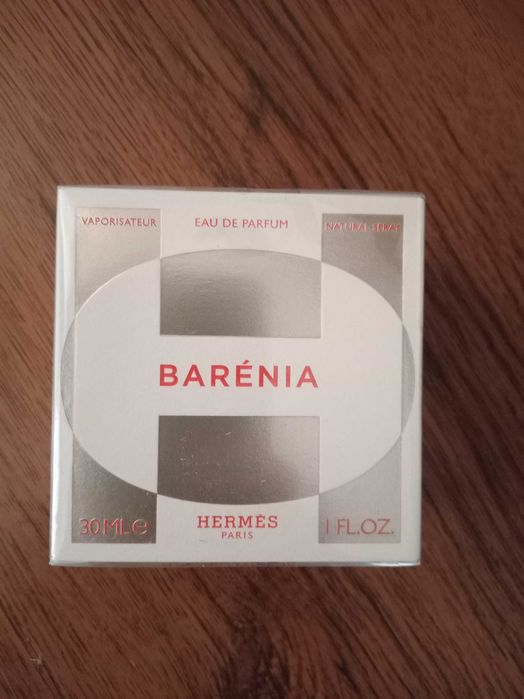 VAPORISATEUR
EAU DE PARFUM
NATURAL SPRAY
BARÉNIA
30 ML e
HERMÈS
PARIS
1 FL.OZ.